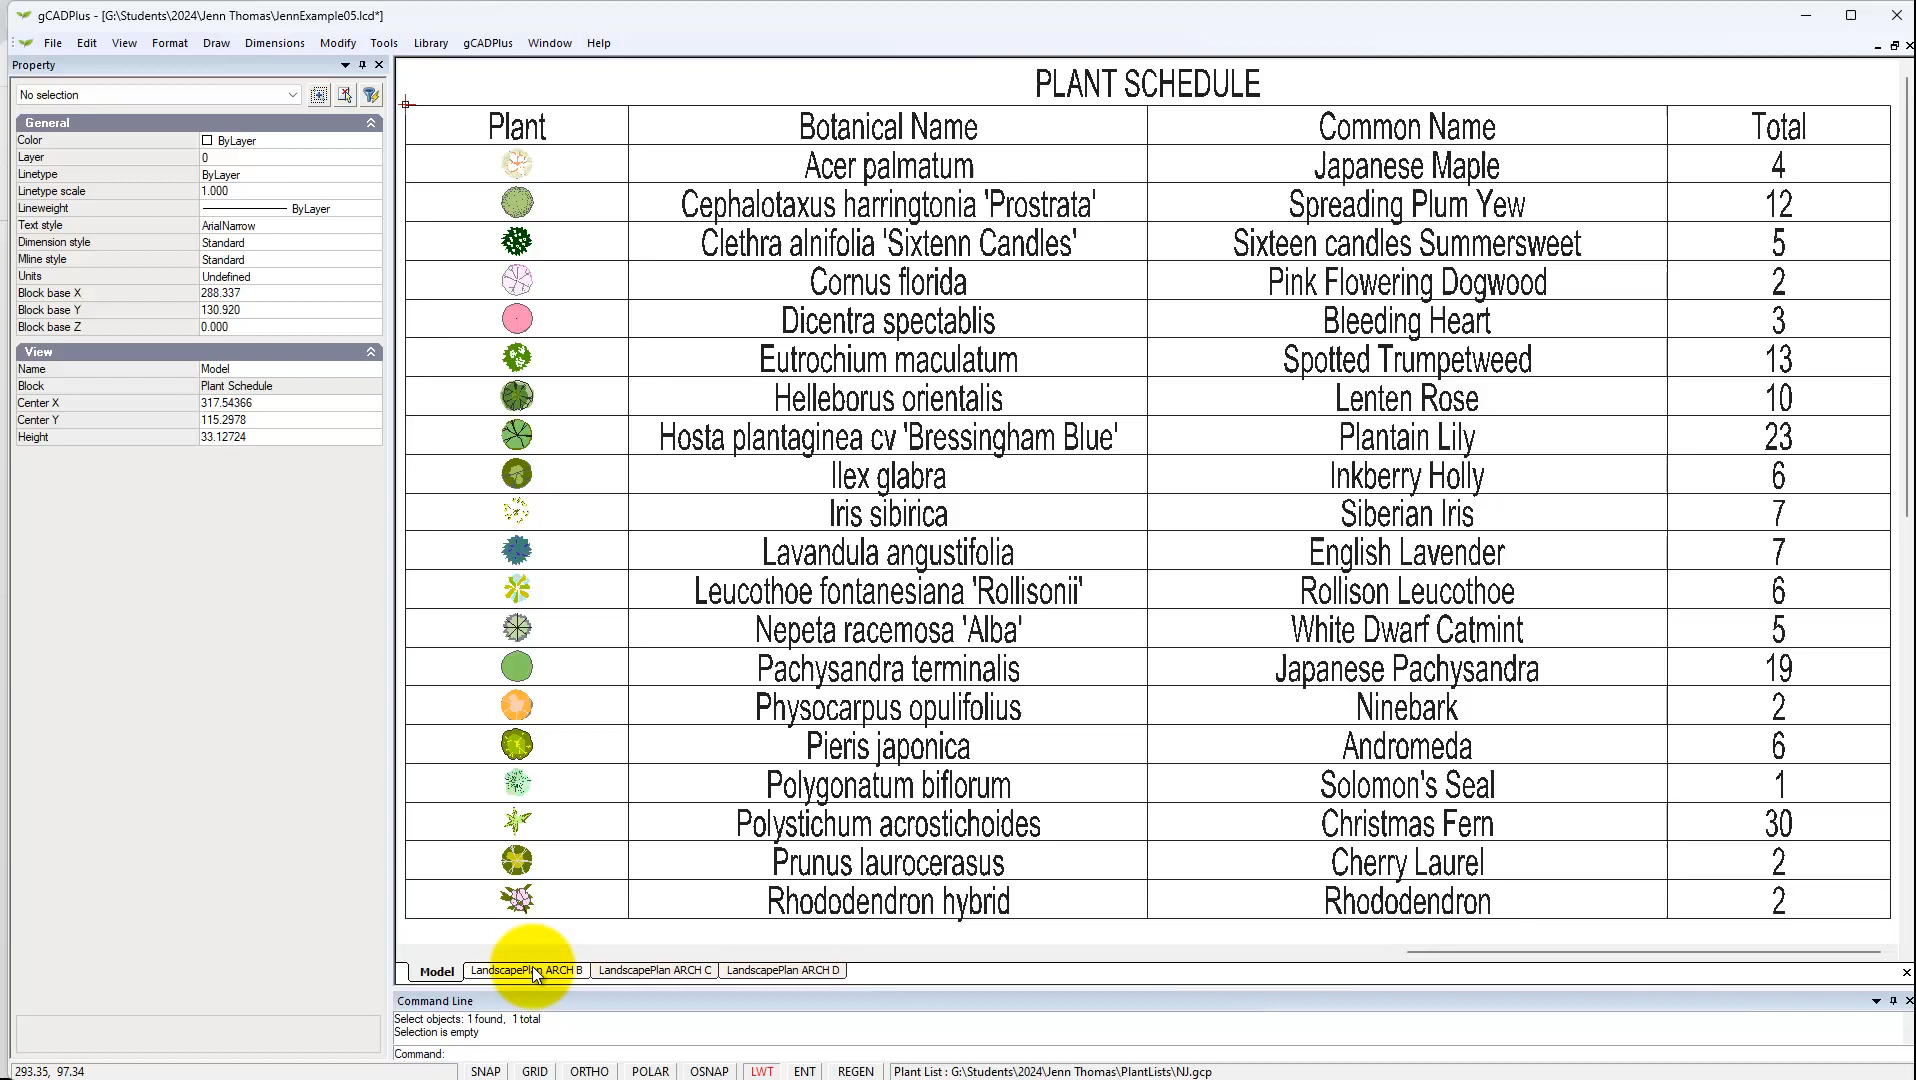 gCADPlus - [G:\Students\2024\Jenn Thomas\JennExample05.lcd*]
File Edit View Format Draw Dimensions Modify Tools Library gCADPlus Window Help
Property
No selection
General
Color ByLayer
Layer 0
Linetype ByLayer
Linetype scale 1.000
Lineweight ByLayer
Text style ArialNarrow
Dimension style Standard
Mline style Standard
Units Undefined
Block base X 288.337
Block base Y 130.920
Block base Z 0.000
View
Name Model
Block Plant Schedule
Center X 317.54366
Center Y 115.2978
Height 33.12724
PLANT SCHEDULE
Plant Botanical Name Common Name Total
Acer palmatum Japanese Maple 4
Cephalotaxus harringtonia 'Prostrata' Spreading Plum Yew 12
Clethra alnifolia 'Sixtenn Candles' Sixteen candles Summersweet 5
Cornus florida Pink Flowering Dogwood 2
Dicentra spectablis Bleeding Heart 3
Eutrochium maculatum Spotted Trumpetweed 13
Helleborus orientalis Lenten Rose 10
Hosta plantaginea cv 'Bressingham Blue' Plantain Lily 23
Ilex glabra Inkberry Holly 6
Iris sibirica Siberian Iris 7
Lavandula angustifolia English Lavender 7
Leucothoe fontanesiana 'Rollisonii' Rollison Leucothoe 6
Nepeta racemosa 'Alba' White Dwarf Catmint 5
Pachysandra terminalis Japanese Pachysandra 19
Physocarpus opulifolius Ninebark 2
Pieris japonica Andromeda 6
Polygonatum biflorum Solomon's Seal 1
Polystichum acrostichoides Christmas Fern 30
Prunus laurocerasus Cherry Laurel 2
Rhododendron hybrid Rhododendron 2
Model LandscapePlan ARCH B LandscapePlan ARCH C LandscapePlan ARCH D
Command Line
Select objects: 1 found, 1 total
Selection is empty
Command:
293.35, 97.34 SNAP GRID ORTHO POLAR OSNAP LWT ENT REGEN Plant List : G:\Students\2024\Jenn Thomas\PlantLists\NJ.gcp